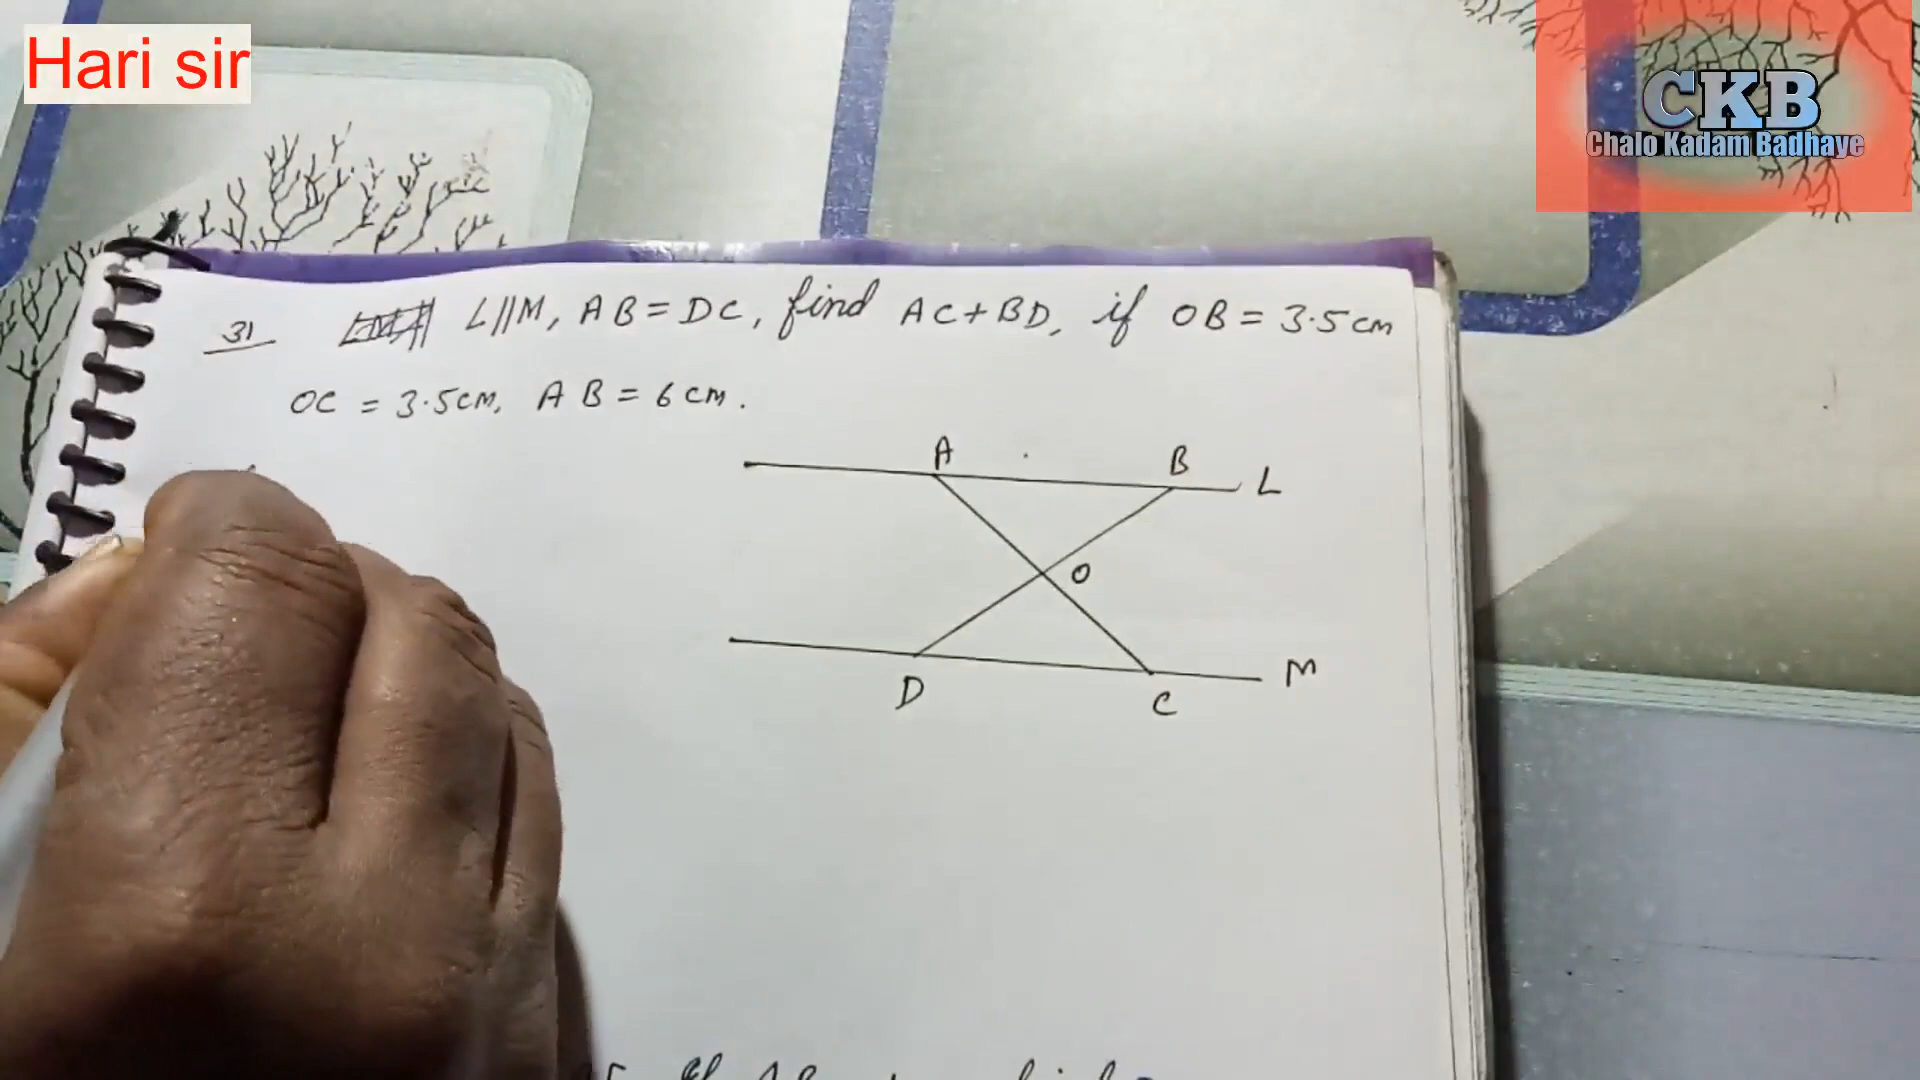 Hari sir
CKB
Chalo Kadam Badhaye
31 L||M, AB = DC, find AC+BD, if OB = 3.5cm
OC = 3.5cm, AB = 6cm.
A B L
O
D C M